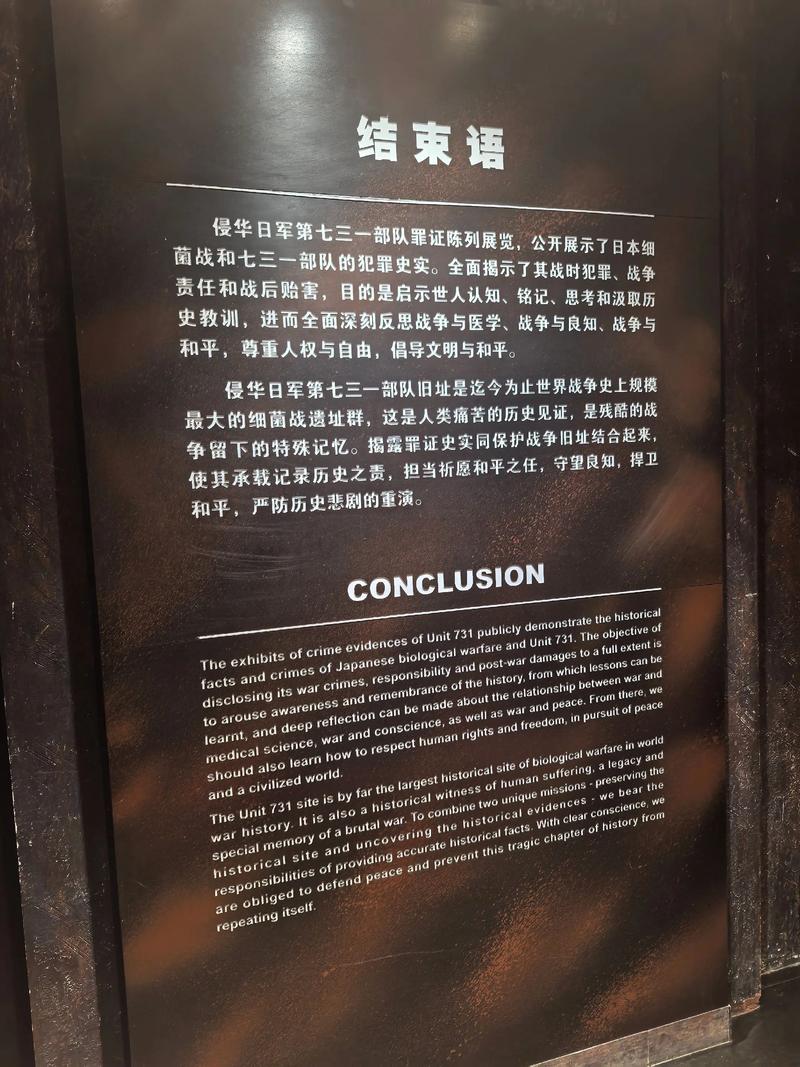 结束语
侵华日军第七三一部队罪证陈列展览，公开展示了日本细
菌战和七三一部队的犯罪史实。全面揭示了其战时犯罪、战争
责任和战后贻害，目的是启示世人认知、铭记、思考和汲取历
史教训，进而全面深刻反思战争与医学、战争与良知、战争与
和平，尊重人权与自由，倡导文明与和平。
侵华日军第七三一部队旧址是迄今为止世界战争史上规模
最大的细菌战遗址群，这是人类痛苦的历史见证，是残酷的战
争留下的特殊记忆。揭露罪证史实同保护战争旧址结合起来，
使其承载记录历史之责，担当祈愿和平之任，守望良知，捍卫
和平，严防历史悲剧的重演。
CONCLUSION
The exhibits of crime evidences of Unit 731 publicly demonstrate the historical
facts and crimes of Japanese biological warfare and Unit 731. The objective of
disclosing its war crimes, responsibility and post-war damages to a full extent is
to arouse awareness and remembrance of the history, from which lessons can be
learnt, and deep reflection can be made about the relationship between war and
medical science, war and conscience, as well as war and peace. From there, we
should also learn how to respect human rights and freedom, in pursuit of peace
and a civilized world.
The Unit 731 site is by far the largest historical site of biological warfare in world
war history. It is also a historical witness of human suffering, a legacy and
special memory of a brutal war. To combine two unique missions - preserving the
historical site and uncovering the historical evidences - we bear the
responsibilities of providing accurate historical facts. With clear conscience, we
are obliged to defend peace and prevent this tragic chapter of history from
repeating itself.